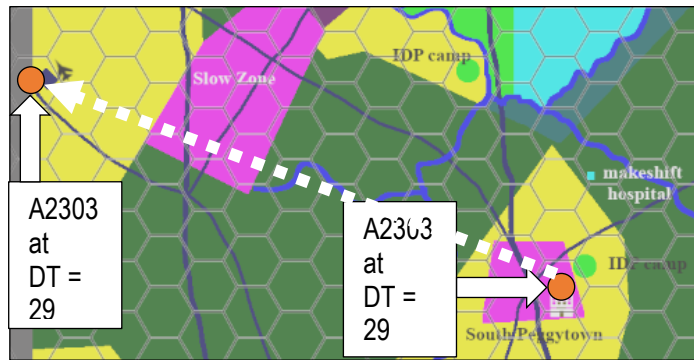 IDP camp
Slow Zone
makeshift
hospital
A2303
at
DT =
29
A2303
at
DT =
29
IDP camp
South Peggytown